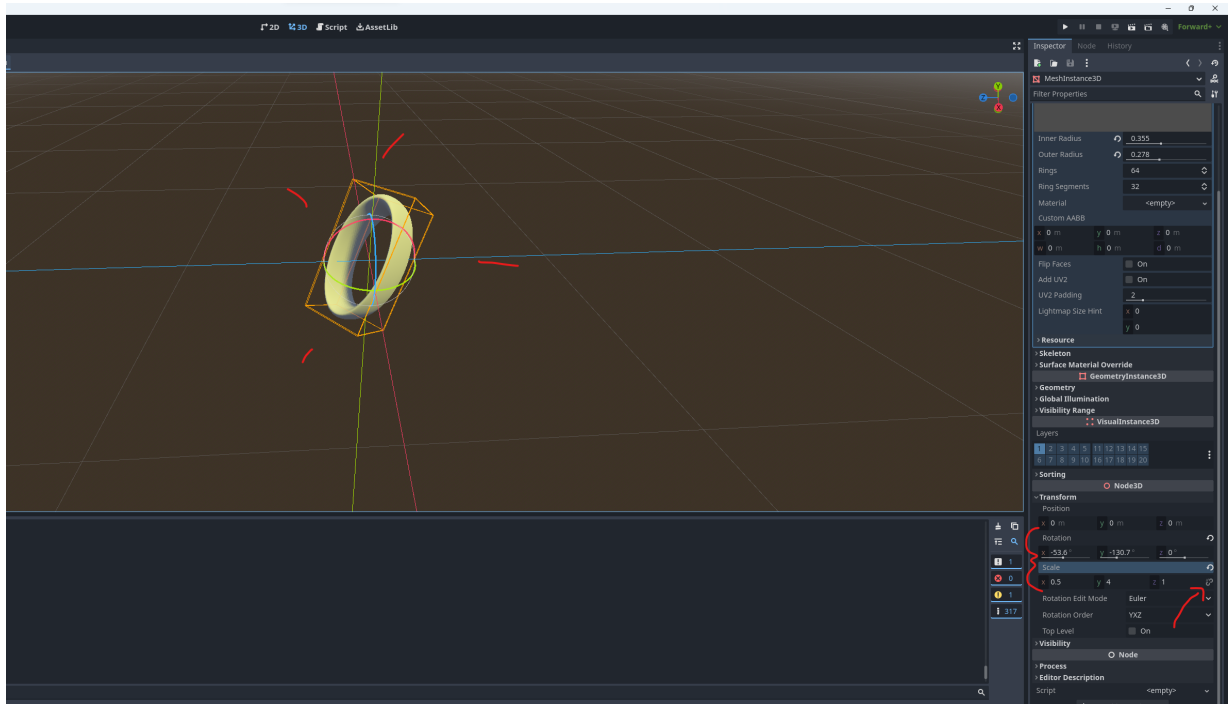 2D 3D Script AssetLib Forward+
Inspector Node History
MeshInstance3D
Filter Properties
Inner Radius 0.355
Outer Radius 0.278
Rings 64
Ring Segments 32
Material <empty>
Custom AABB
x 0 m y 0 m z 0 m
w 0 m h 0 m d 0 m
Flip Faces On
Add UV2 On
UV2 Padding 2
Lightmap Size Hint x 0
y 0
Resource
Skeleton
Surface Material Override
GeometryInstance3D
Geometry
Global Illumination
Visibility Range
VisualInstance3D
Layers
1 2 3 4 5 11 12 13 14 15
6 7 8 9 10 16 17 18 19 20
Sorting
Node3D
Transform
Position
x 0 m y 0 m z 0 m
Rotation
x -53.6 ° y -130.7 ° z 0 °
Scale
x 0.5 y 4 z 1
Rotation Edit Mode Euler
Rotation Order YXZ
Top Level On
Visibility
Node
Process
Editor Description
Script <empty>
Y
Z
X
1
0
1
317